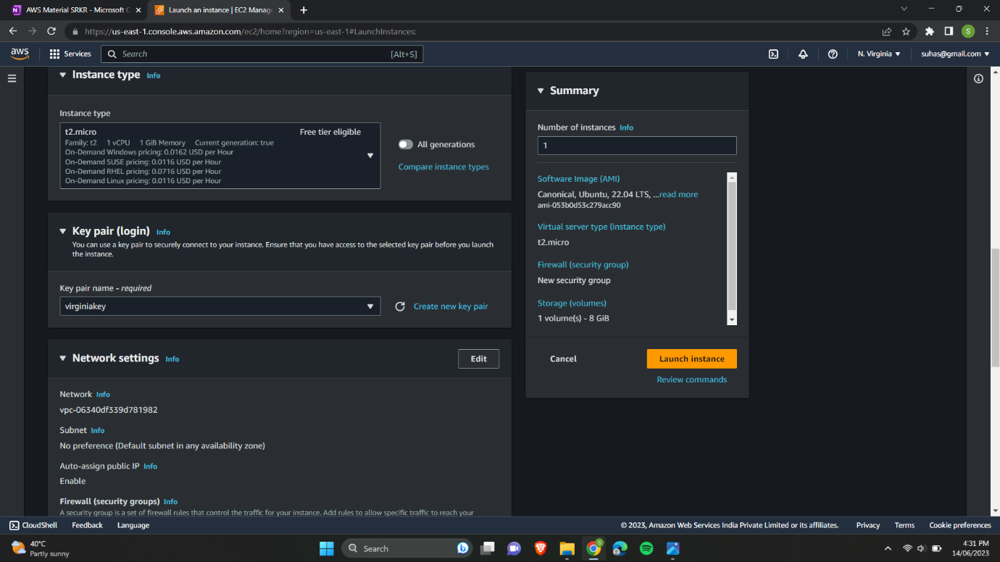 AWS Material SRKR - Microsoft O
Launch an instance | EC2 Manage
https://us-east-1.console.aws.amazon.com/ec2/home?region=us-east-1#LaunchInstances:
S
aws
Services
Search
[Alt+S]
N. Virginia
suhas@gmail.com
Instance type Info
Instance type
t2.micro
Free tier eligible
Family: t2 1 vCPU 1 GiB Memory Current generation: true
On-Demand Windows pricing: 0.0162 USD per Hour
On-Demand SUSE pricing: 0.0116 USD per Hour
On-Demand RHEL pricing: 0.0716 USD per Hour
On-Demand Linux pricing: 0.0116 USD per Hour
All generations
Compare instance types
Key pair (login) Info
You can use a key pair to securely connect to your instance. Ensure that you have access to the selected key pair before you launch
the instance.
Key pair name - required
virginiakey
Create new key pair
Network settings Info
Edit
Network Info
vpc-06340df339d781982
Subnet Info
No preference (Default subnet in any availability zone)
Auto-assign public IP Info
Enable
Firewall (security groups) Info
A security group is a set of firewall rules that control the traffic for your instance. Add rules to allow specific traffic to reach your
Summary
Number of instances Info
1
Software Image (AMI)
Canonical, Ubuntu, 22.04 LTS, ...read more
ami-053b0d53c279acc90
Virtual server type (instance type)
t2.micro
Firewall (security group)
New security group
Storage (volumes)
1 volume(s) - 8 GiB
Cancel
Launch instance
Review commands
CloudShell
Feedback
Language
© 2023, Amazon Web Services India Private Limited or its affiliates.
Privacy
Terms
Cookie preferences
40°C
Partly sunny
Search
4:31 PM
14/06/2023